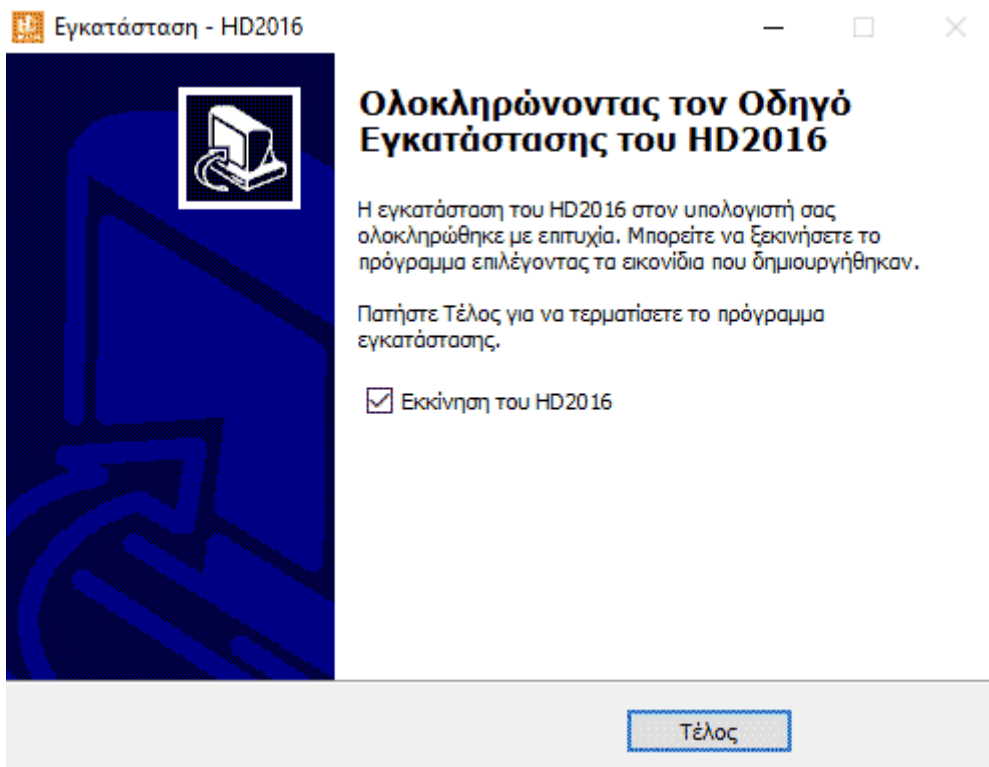 Εγκατάσταση - HD2016
Ολοκληρώνοντας τον Οδηγό
Εγκατάστασης του HD2016
Η εγκατάσταση του HD2016 στον υπολογιστή σας
ολοκληρώθηκε με επιτυχία. Μπορείτε να ξεκινήσετε το
πρόγραμμα επιλέγοντας τα εικονίδια που δημιουργήθηκαν.
Πατήστε Τέλος για να τερματίσετε το πρόγραμμα
εγκατάστασης.
Εκκίνηση του HD2016
Τέλος